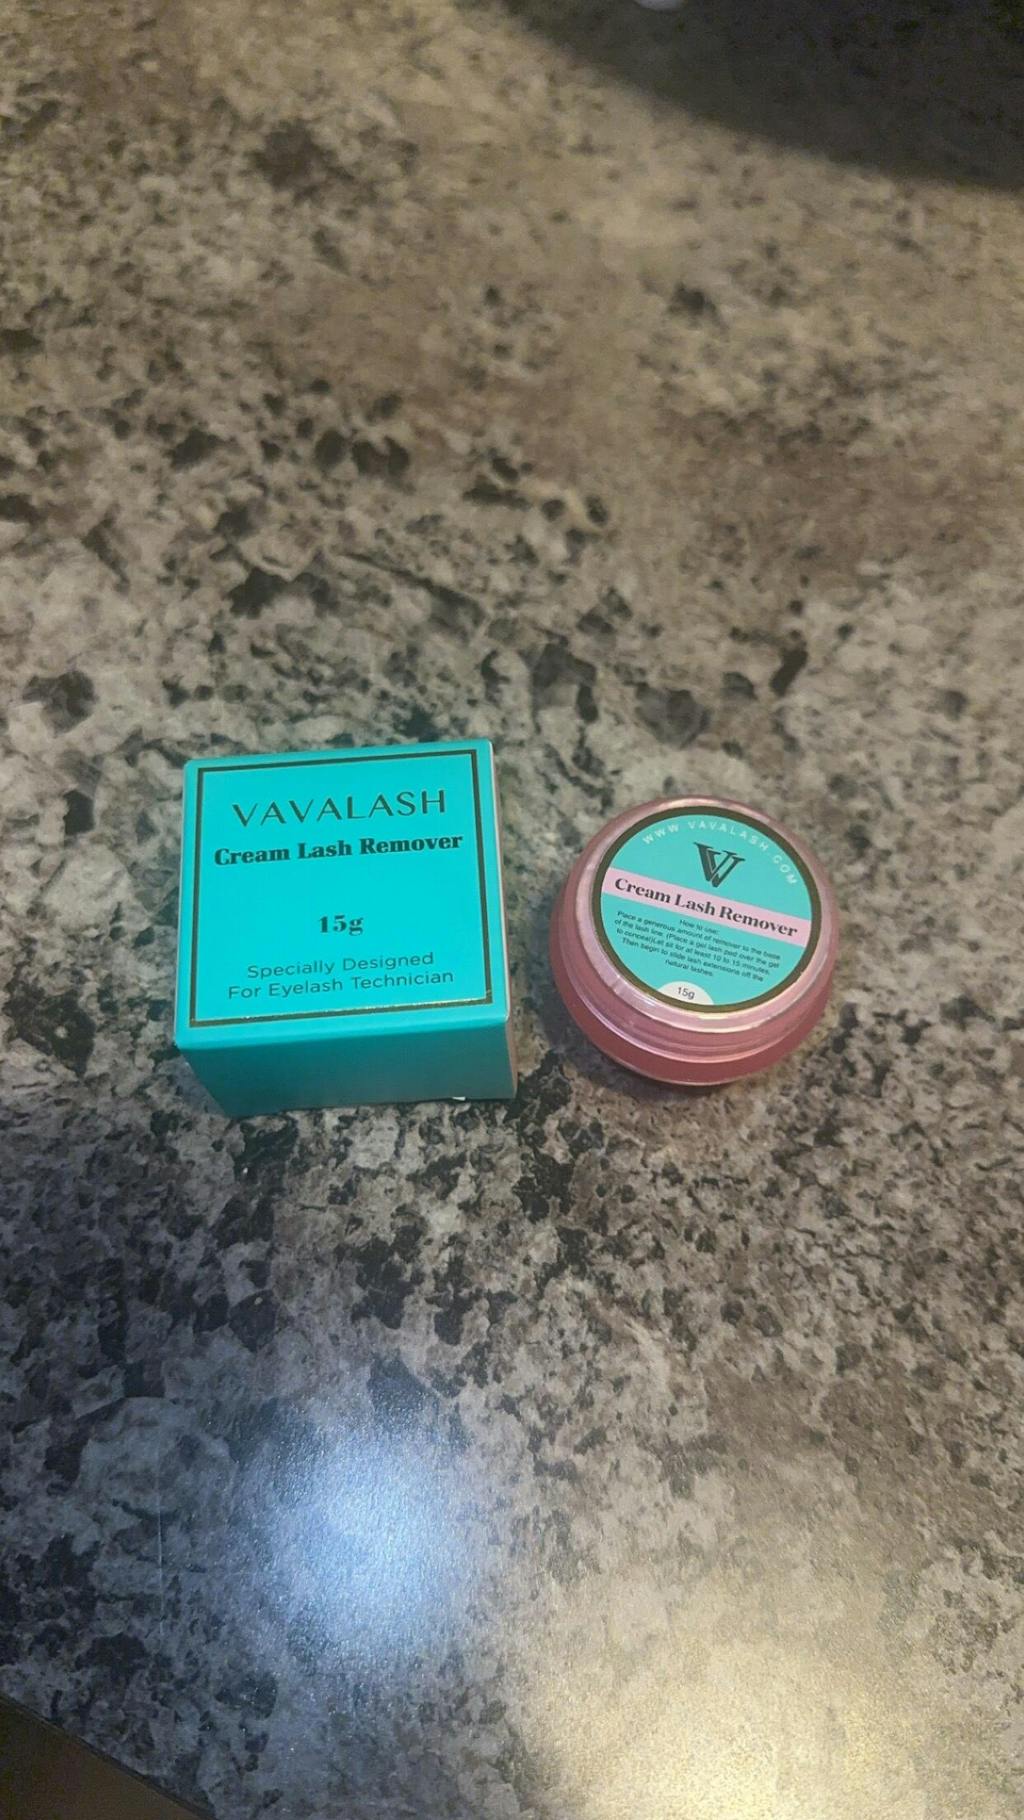 VAVALASH
Cream Lash Remover
15g
Specially Designed
For Eyelash Technician
WWW.VAVALASH.COM
V
Cream Lash Remover
How to use:
Place a generous amount of remover to the base
of the lash line. (Place a gel lash pad over the gel
to conceal)(Let sit for at least 10 to 15 minutes,
Then begin to slide lash extensions off the
natural lashes.
15g